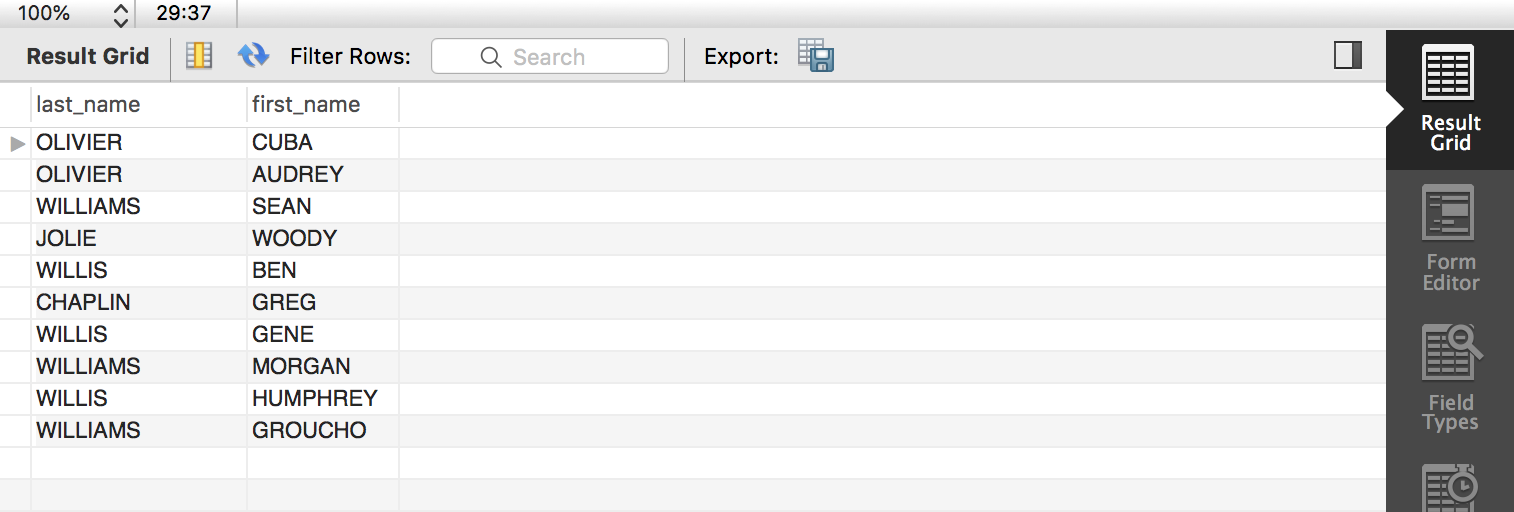 100% 29:37
Result Grid Filter Rows: Search Export:
last_name first_name
OLIVIER CUBA
OLIVIER AUDREY
WILLIAMS SEAN
JOLIE WOODY
WILLIS BEN
CHAPLIN GREG
WILLIS GENE
WILLIAMS MORGAN
WILLIS HUMPHREY
WILLIAMS GROUCHO
Result
Grid
Form
Editor
Field
Types